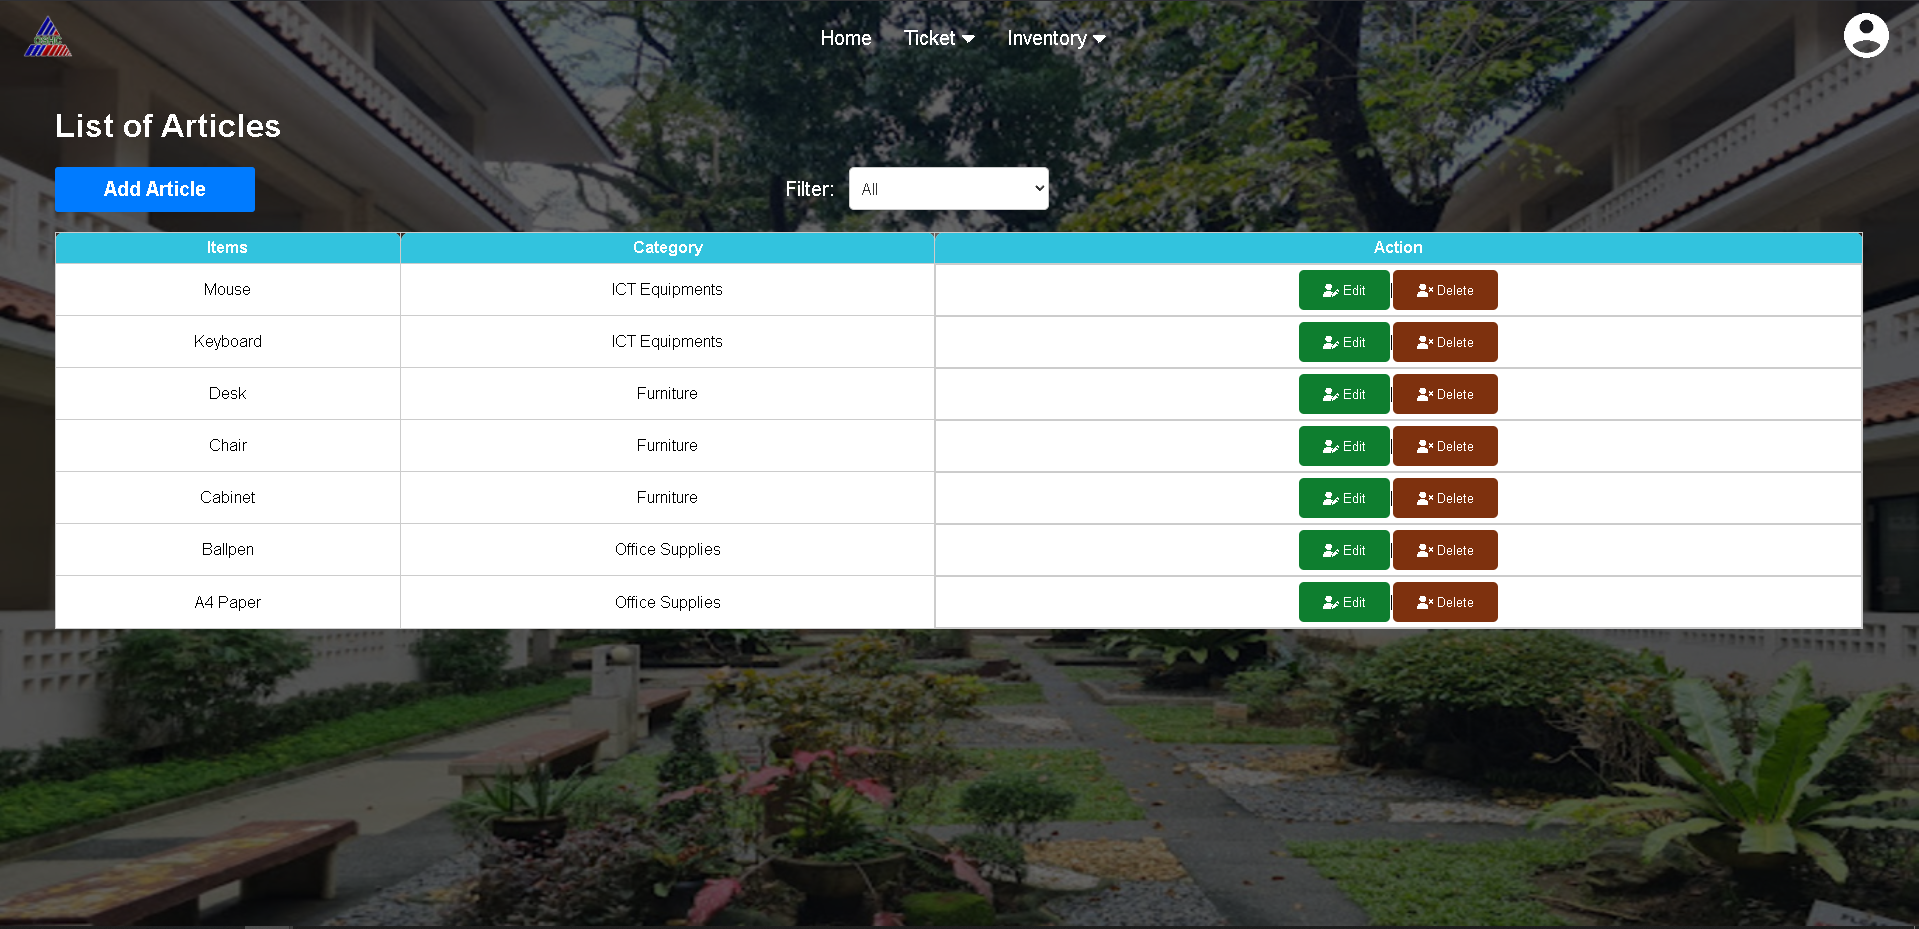 Home Ticket Inventory
List of Articles
Add Article Filter: All
Items Category Action
Mouse ICT Equipments Edit | Delete
Keyboard ICT Equipments Edit | Delete
Desk Furniture Edit | Delete
Chair Furniture Edit | Delete
Cabinet Furniture Edit | Delete
Ballpen Office Supplies Edit | Delete
A4 Paper Office Supplies Edit | Delete